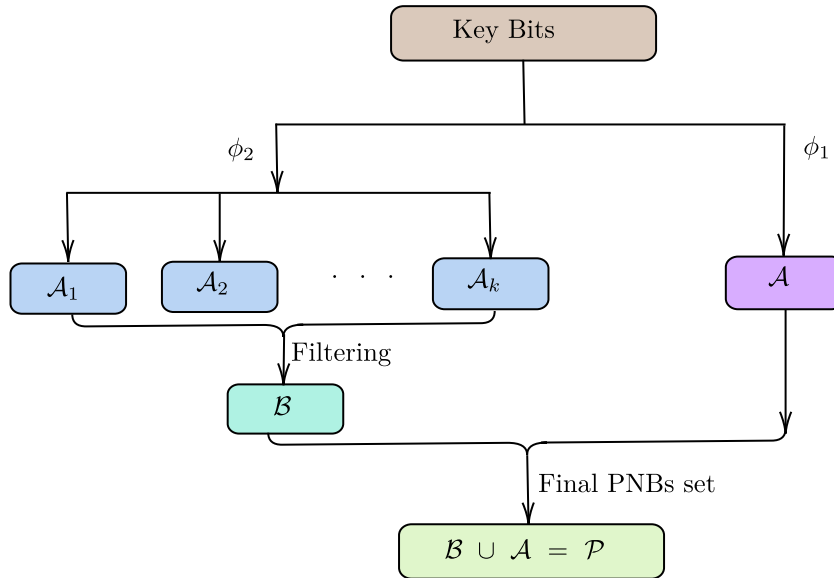 Key Bits
ϕ₂
ϕ₁
𝒜₁
𝒜₂
· · ·
𝒜ₖ
𝒜
Filtering
ℬ
Final PNBs set
ℬ ∪ 𝒜 = 𝒫